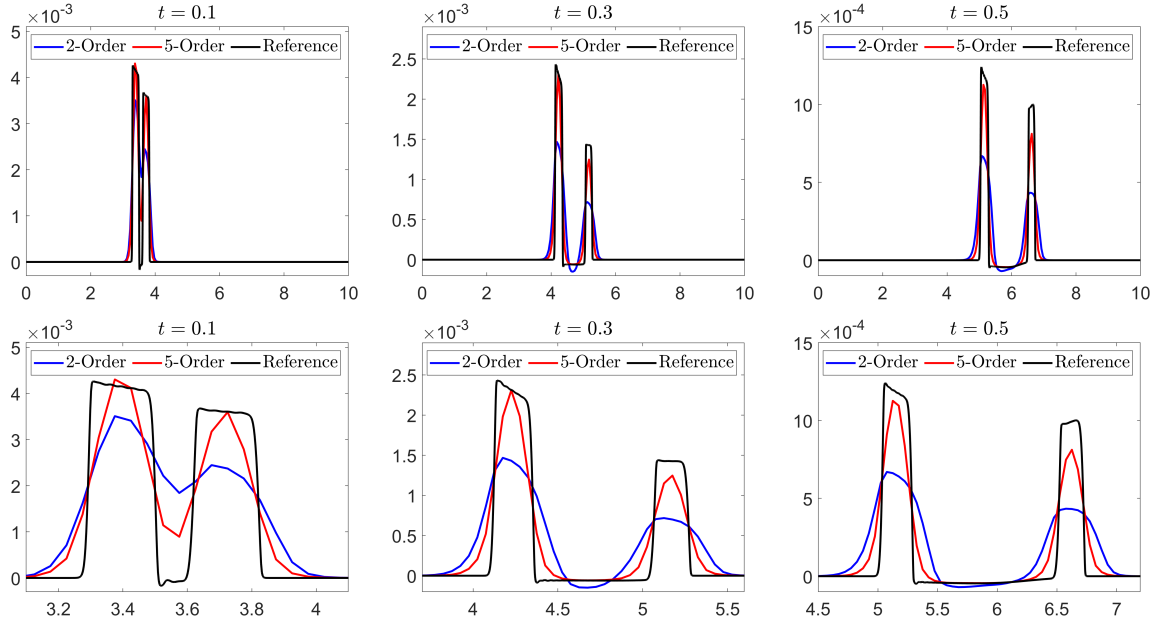 ×10⁻³ t = 0.1
2-Order 5-Order Reference
5
4
3
2
1
0
0 2 4 6 8 10
×10⁻³ t = 0.3
2-Order 5-Order Reference
2.5
2
1.5
1
0.5
0
0 2 4 6 8 10
×10⁻⁴ t = 0.5
2-Order 5-Order Reference
15
10
5
0
-5
0 2 4 6 8 10
×10⁻³ t = 0.1
2-Order 5-Order Reference
5
4
3
2
1
0
3.2 3.4 3.6 3.8 4
×10⁻³ t = 0.3
2-Order 5-Order Reference
2.5
2
1.5
1
0.5
0
4 4.5 5 5.5
×10⁻⁴ t = 0.5
2-Order 5-Order Reference
15
10
5
0
4.5 5 5.5 6 6.5 7